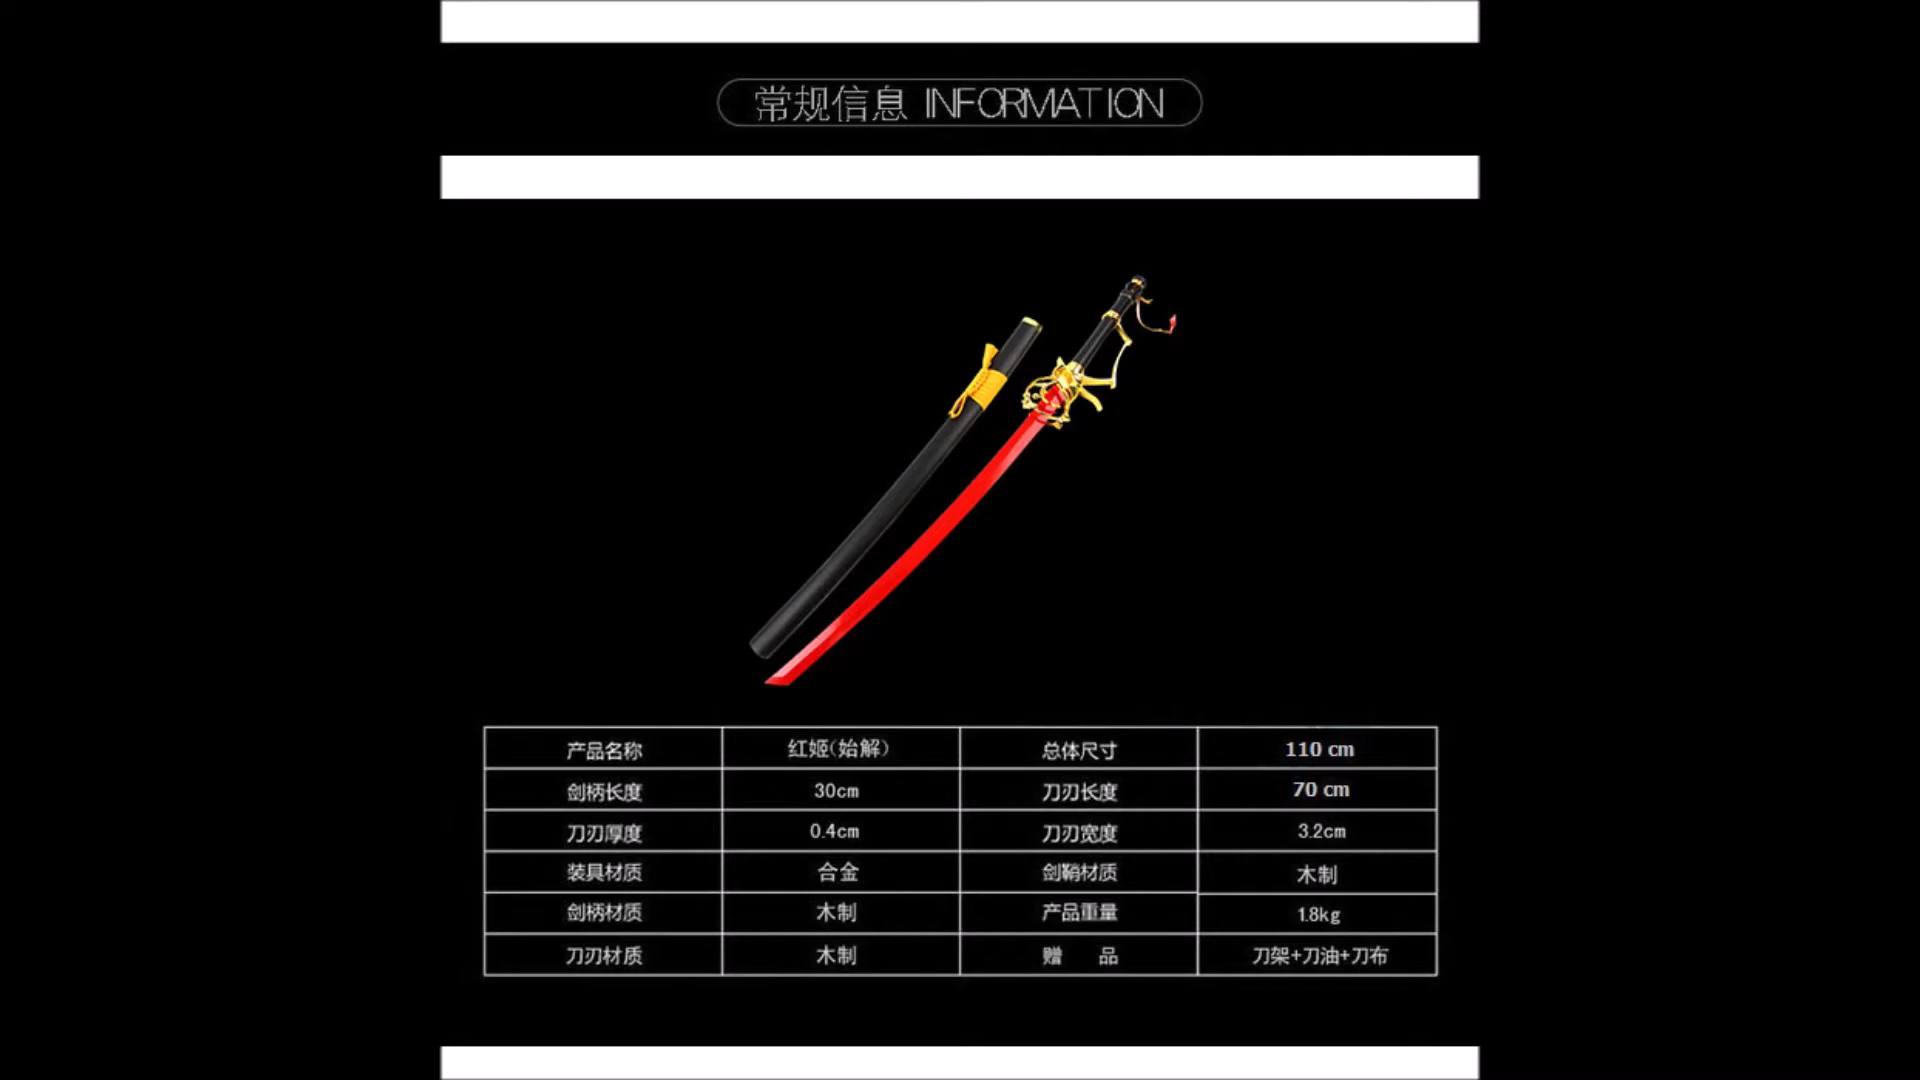 常规信息 INFORMATION
产品名称 红姬(始解) 总体尺寸 110 cm
剑柄长度 30cm 刀刃长度 70 cm
刀刃厚度 0.4cm 刀刃宽度 3.2cm
装具材质 合金 剑鞘材质 木制
剑柄材质 木制 产品重量 1.8kg
刀刃材质 木制 赠 品 刀架+刀油+刀布